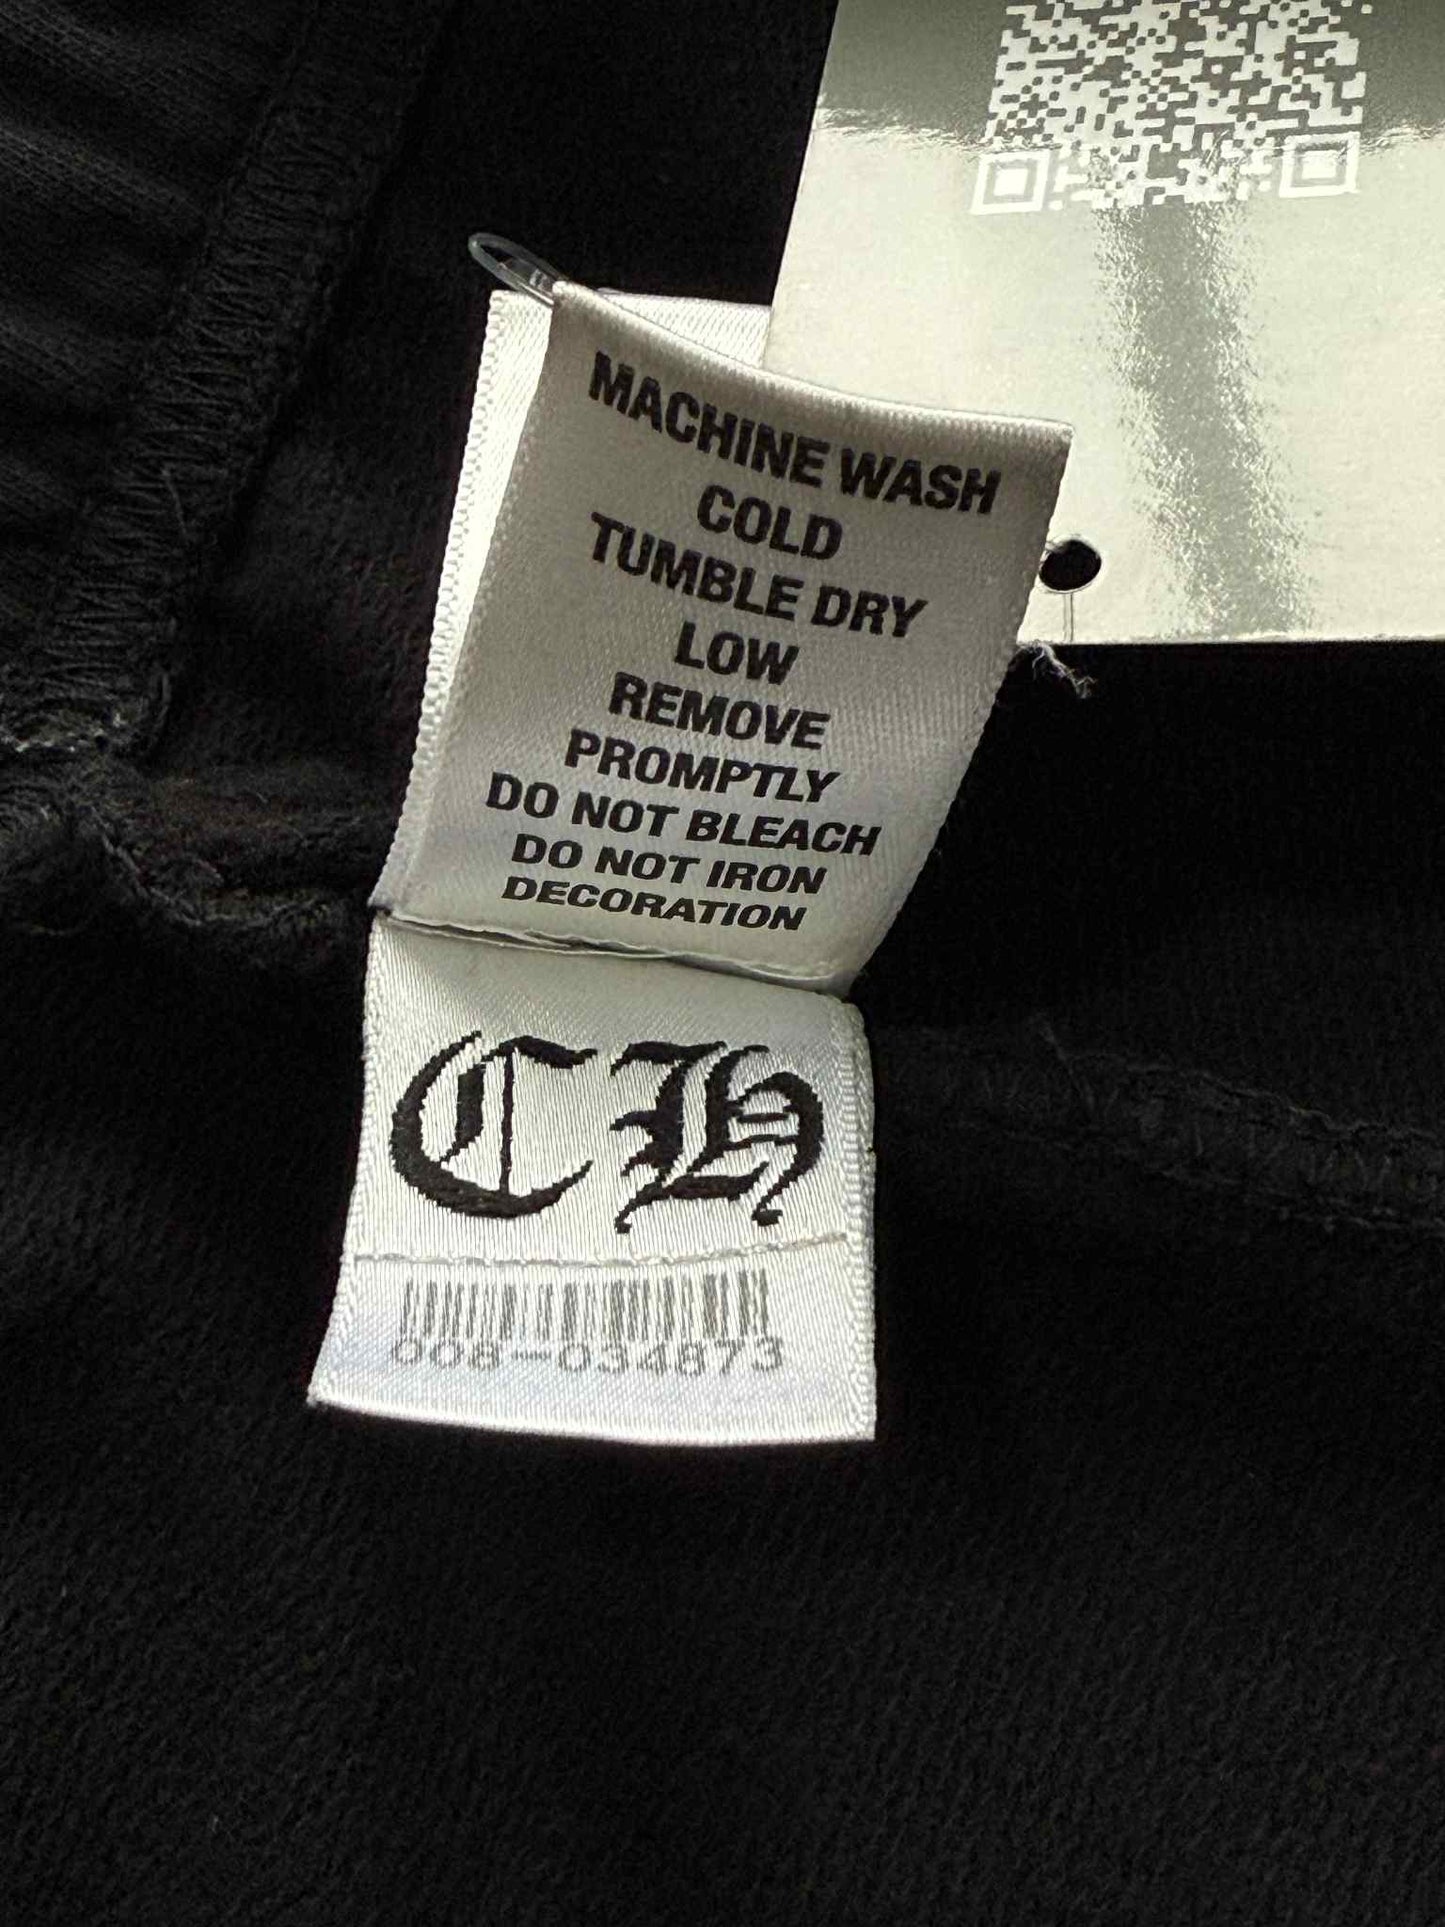 MACHINE WASH
COLD
TUMBLE DRY
LOW
REMOVE
PROMPTLY
DO NOT BLEACH
DO NOT IRON
DECORATION
CH
008-034873